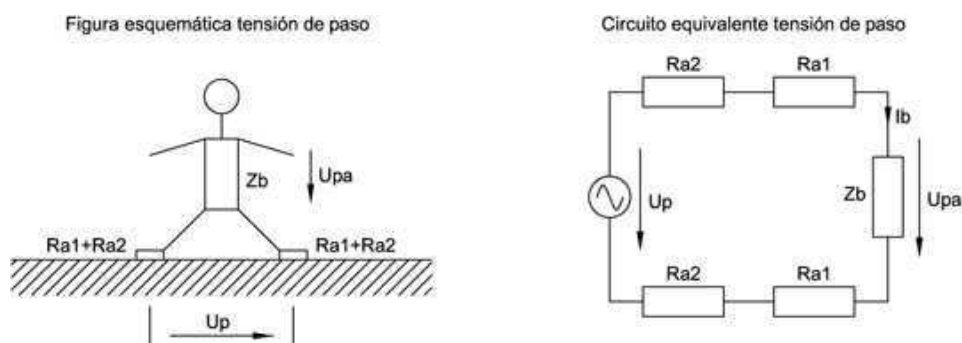 Figura esquemática tensión de paso
Zb
Upa
Ra1+Ra2
Ra1+Ra2
Up
Circuito equivalente tensión de paso
Ra2
Ra1
Ib
Up
Zb
Upa
Ra2
Ra1